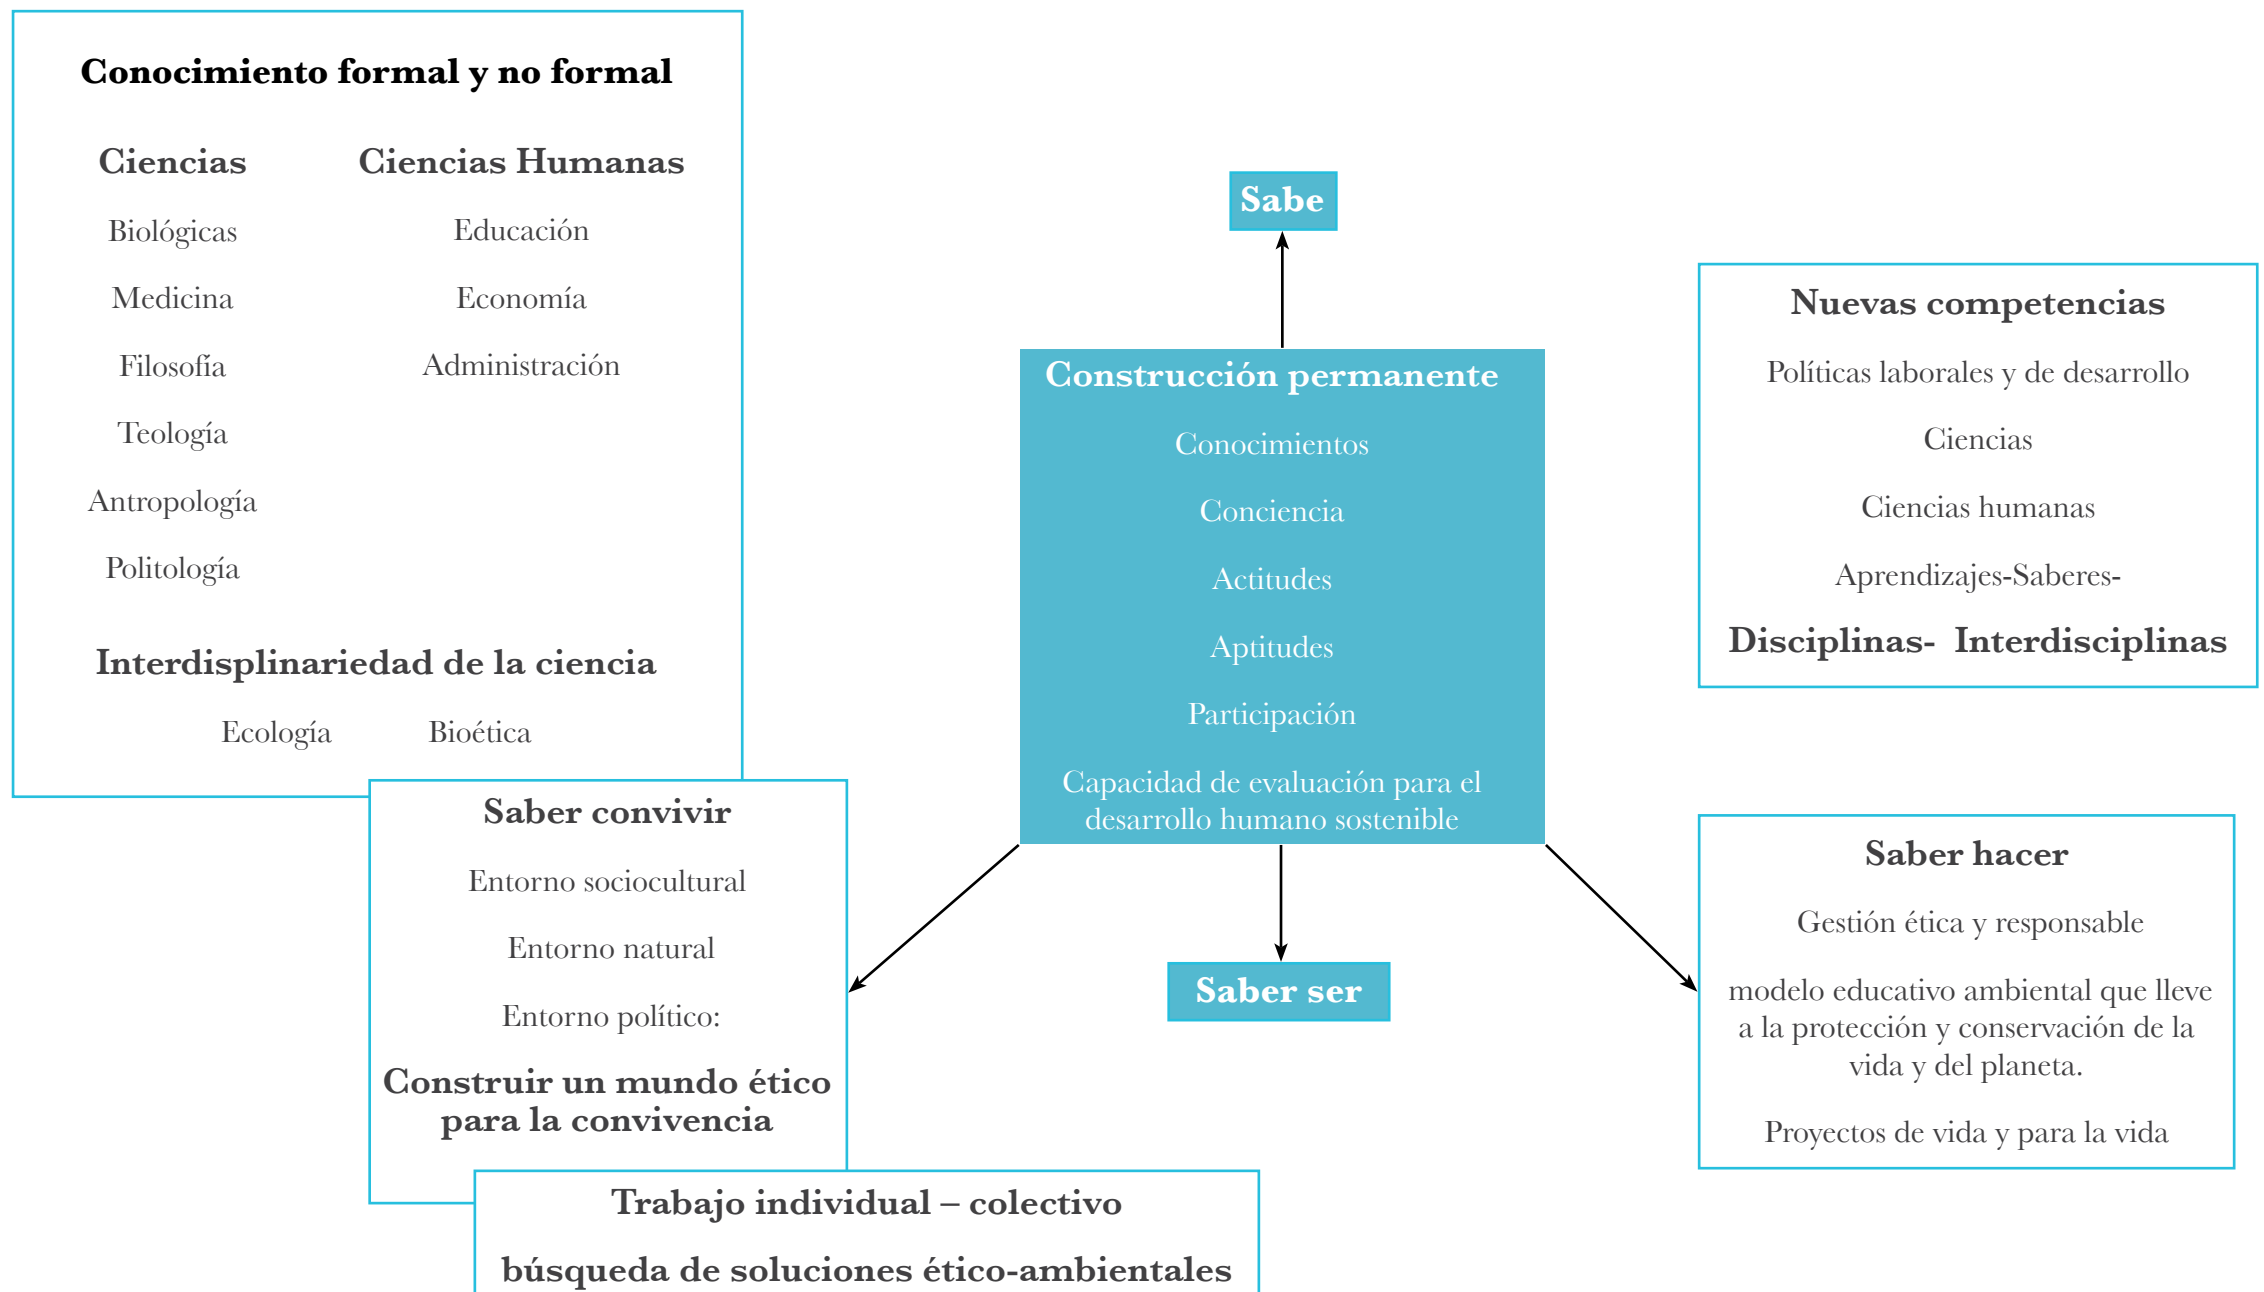 Conocimiento formal y no formal
Ciencias
Biológicas
Medicina
Filosofía
Teología
Antropología
Politología
Ciencias Humanas
Educación
Economía
Administración
Interdisplinariedad de la ciencia
Ecología Bioética
Saber convivir
Entorno sociocultural
Entorno natural
Entorno político:
Construir un mundo ético
para la convivencia
Trabajo individual – colectivo
búsqueda de soluciones ético-ambientales
Sabe
Construcción permanente
Conocimientos
Conciencia
Actitudes
Aptitudes
Participación
Capacidad de evaluación para el
desarrollo humano sostenible
Saber ser
Nuevas competencias
Políticas laborales y de desarrollo
Ciencias
Ciencias humanas
Aprendizajes-Saberes-
Disciplinas- Interdisciplinas
Saber hacer
Gestión ética y responsable
modelo educativo ambiental que lleve
a la protección y conservación de la
vida y del planeta.
Proyectos de vida y para la vida